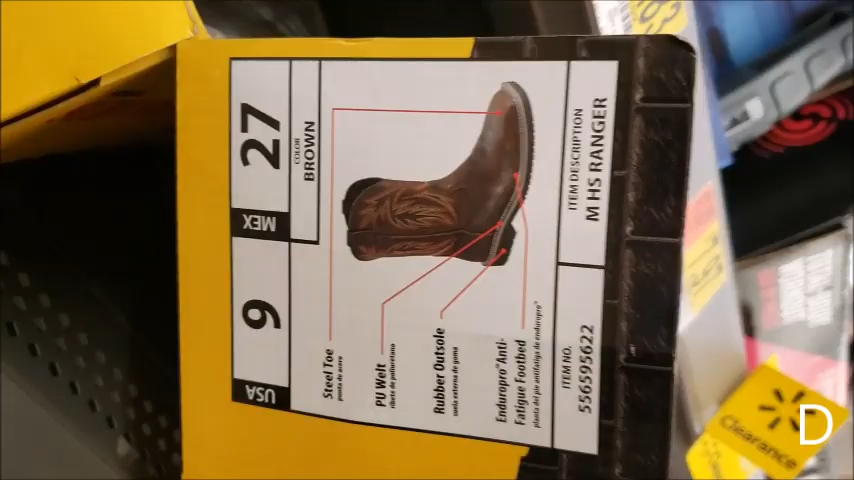 USA
9
MEX
27
COLOR
BROWN
Steel Toe
punta de acero
PU Welt
ribete de poliuretano
Rubber Outsole
suela externa de goma
Enduropro® Anti-
Fatigue Footbed
planta del pie antifatiga de enduropro®
ITEM NO.
556595622
ITEM DESCRIPTION
M HS RANGER
Clearance
D